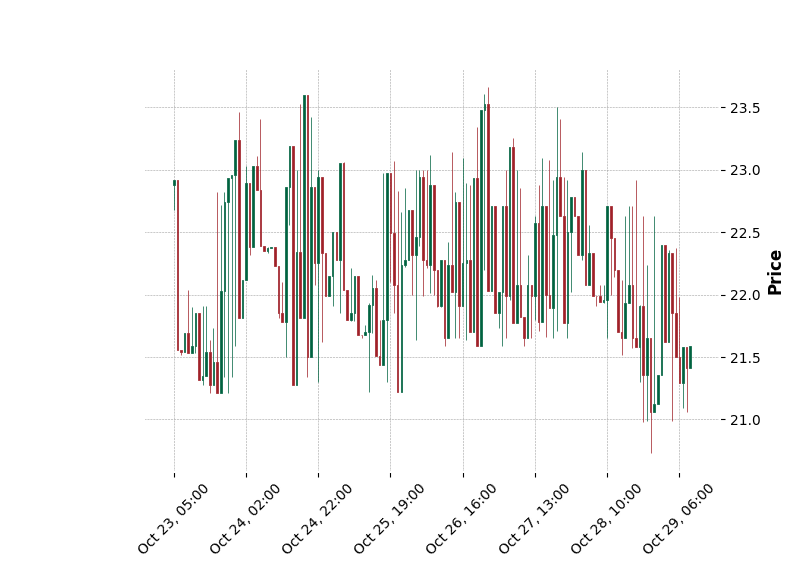 23.5
23.0
22.5
22.0
21.5
21.0
Price
Oct 23, 05:00
Oct 24, 02:00
Oct 24, 22:00
Oct 25, 19:00
Oct 26, 16:00
Oct 27, 13:00
Oct 28, 10:00
Oct 29, 06:00